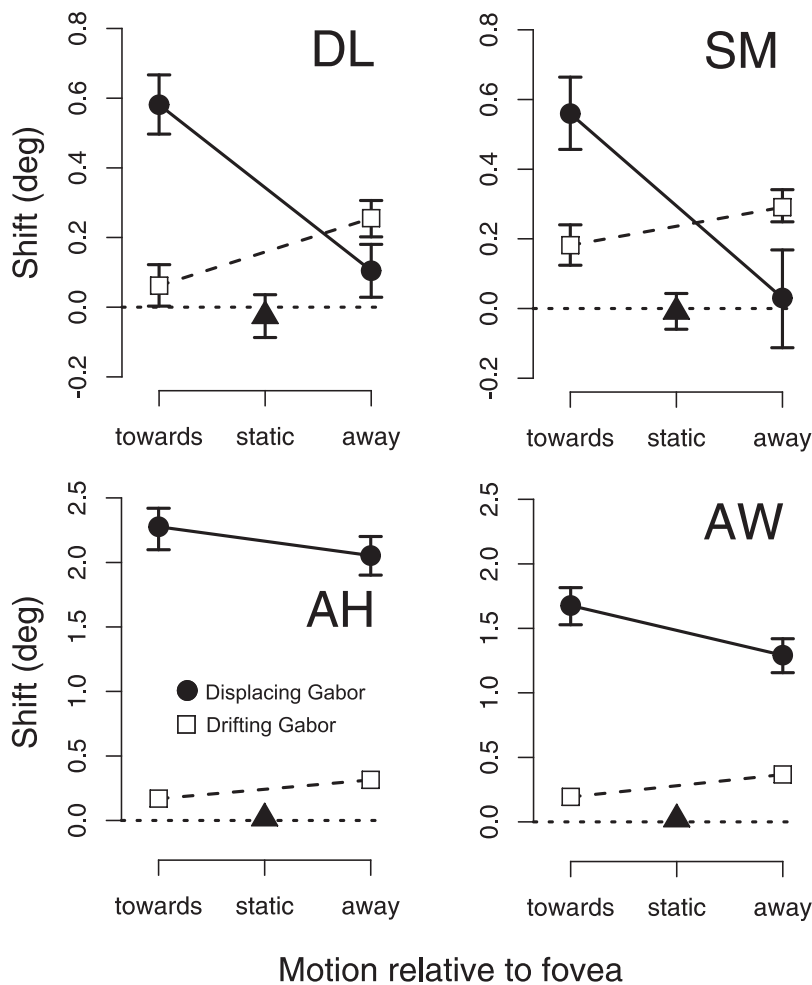 DL
Shift (deg)
0.8
0.6
0.4
0.2
0.0
-0.2
towards static away
SM
0.8
0.6
0.4
0.2
0.0
-0.2
towards static away
AH
Shift (deg)
2.5
2.0
1.5
1.0
0.5
0.0
Displacing Gabor
Drifting Gabor
towards static away
AW
2.5
2.0
1.5
1.0
0.5
0.0
towards static away
Motion relative to fovea